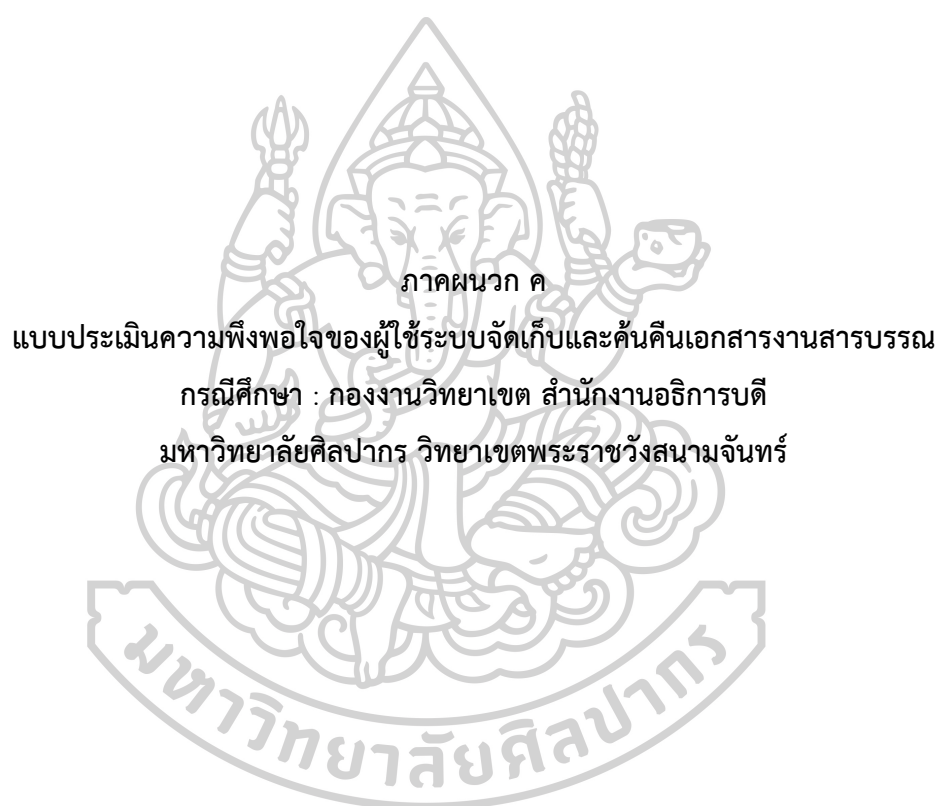 ภาคผนวก ค
แบบประเมินความพึงพอใจของผู้ใช้ระบบจัดเก็บและค้นคืนเอกสารงานสารบรรณ
กรณีศึกษา : กองงานวิทยาเขต สำนักงานอธิการบดี
มหาวิทยาลัยศิลปากร วิทยาเขตพระราชวังสนามจันทร์
มหาวิทยาลัยศิลปากร